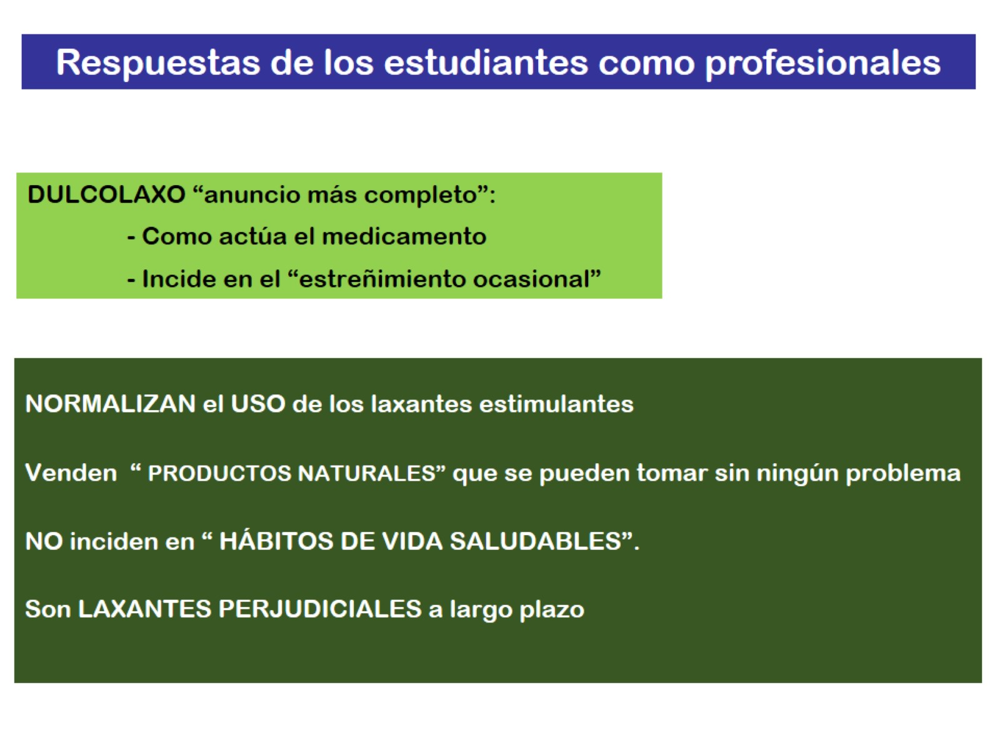 Respuestas de los estudiantes como profesionales
DULCOLAXO “anuncio más completo”:
- Como actúa el medicamento
- Incide en el “estreñimiento ocasional”
NORMALIZAN el USO de los laxantes estimulantes
Venden “ PRODUCTOS NATURALES” que se pueden tomar sin ningún problema
NO inciden en “ HÁBITOS DE VIDA SALUDABLES”.
Son LAXANTES PERJUDICIALES a largo plazo